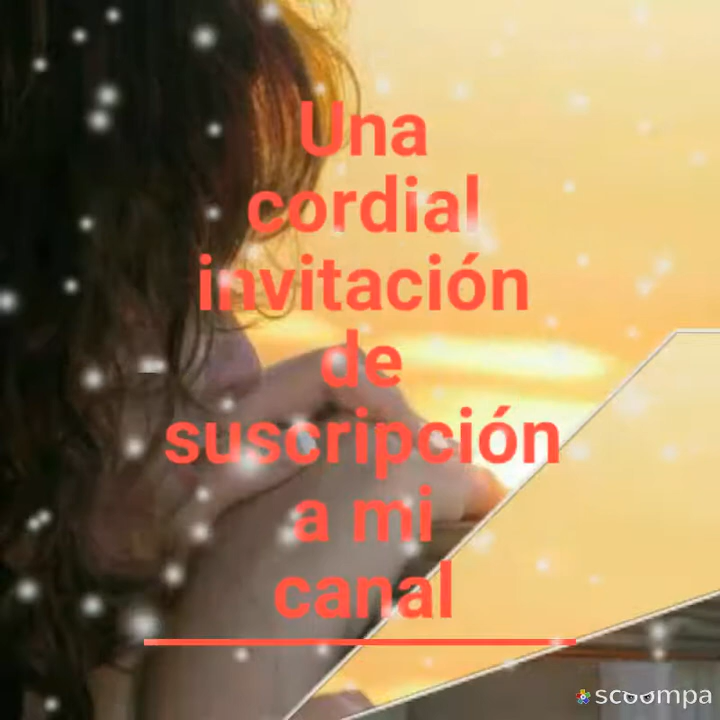 Una
cordial
invitación
de
suscripción
a mi
canal
scoompa